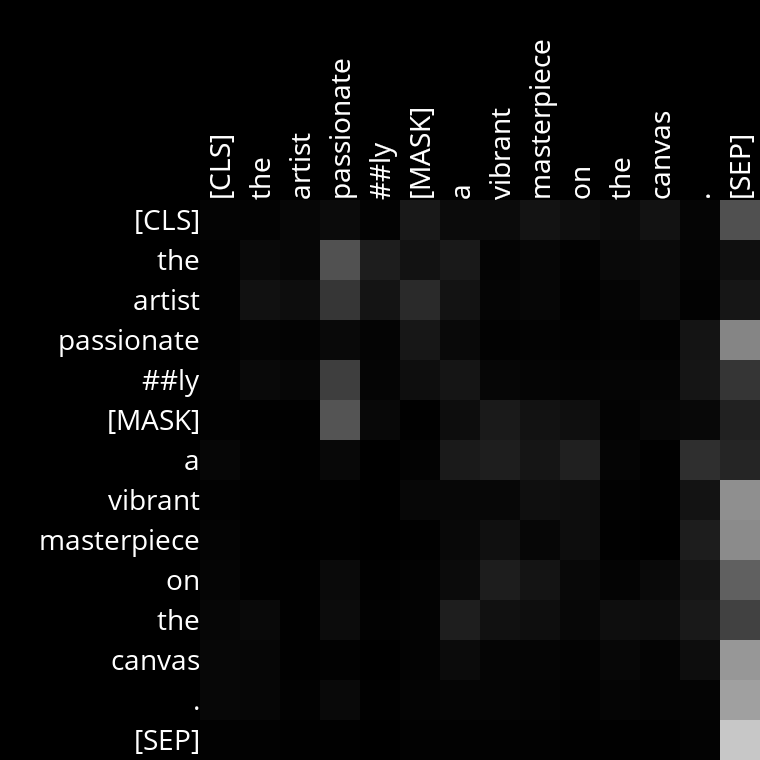 [CLS]
the
artist
passionate
##ly
[MASK]
a
vibrant
masterpiece
on
the
canvas
.
[SEP]
[CLS]
the
artist
passionate
##ly
[MASK]
a
vibrant
masterpiece
on
the
canvas
.
[SEP]